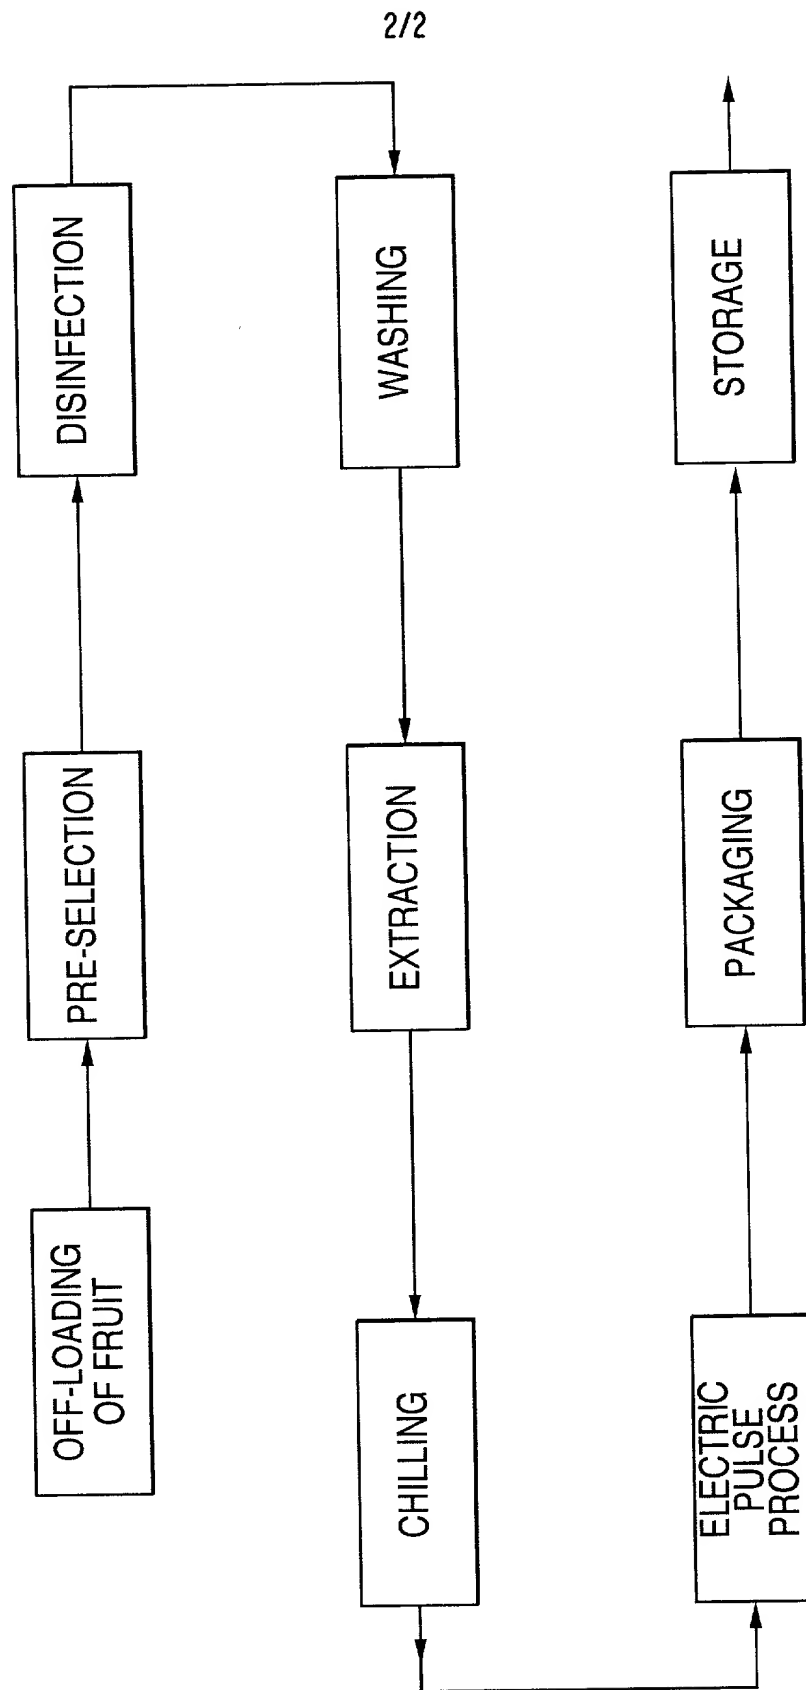 2/2
OFF-LOADING
OF FRUIT
PRE-SELECTION
DISINFECTION
WASHING
EXTRACTION
CHILLING
ELECTRIC
PULSE
PROCESS
PACKAGING
STORAGE